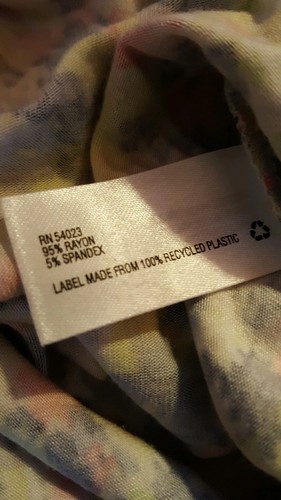 RN 54023
95% RAYON
5% SPANDEX
LABEL MADE FROM 100% RECYCLED PLASTIC